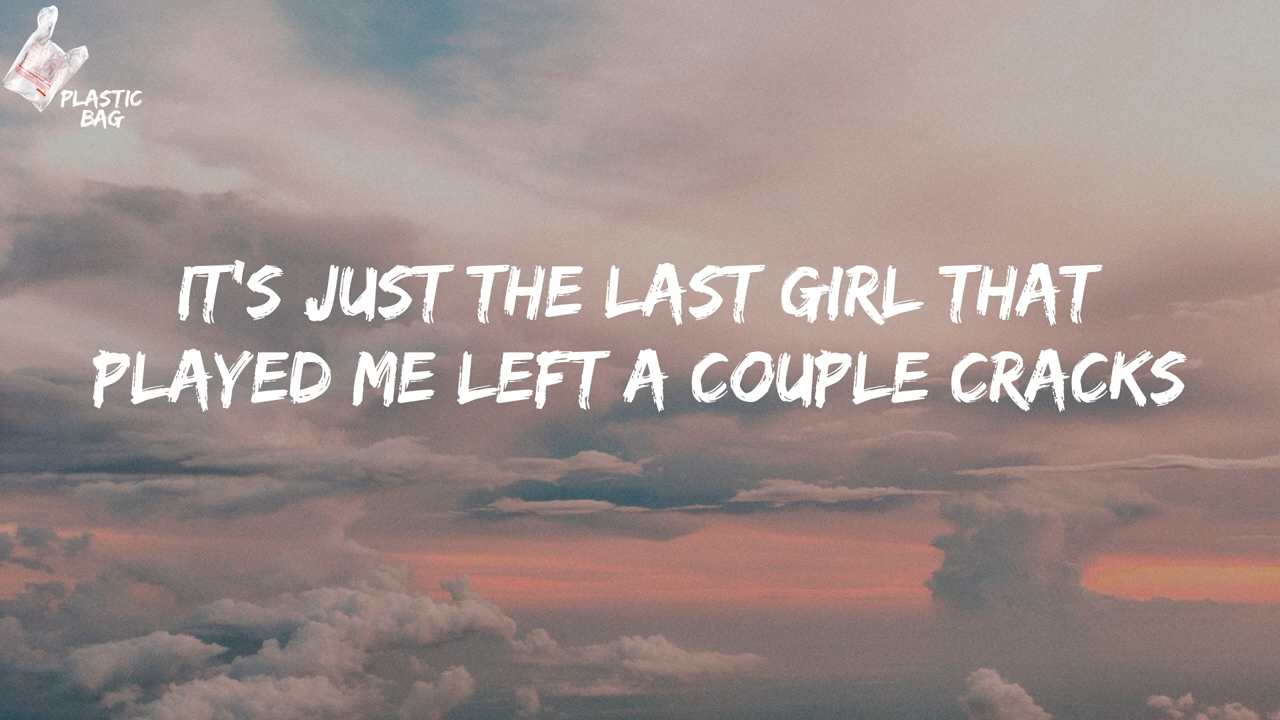 PLASTIC
BAG
IT'S JUST THE LAST GIRL THAT
PLAYED ME LEFT A COUPLE CRACKS